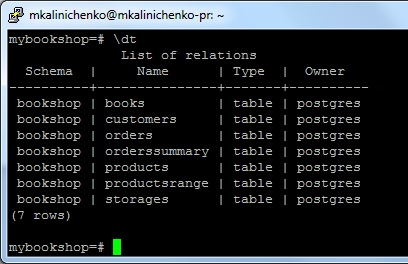 mkalinichenko@mkalinichenko-pr: ~
mybookshop=# \dt
List of relations
Schema | Name | Type | Owner
----------+---------------+-------+----------
bookshop | books | table | postgres
bookshop | customers | table | postgres
bookshop | orders | table | postgres
bookshop | orderssummary | table | postgres
bookshop | products | table | postgres
bookshop | productsrange | table | postgres
bookshop | storages | table | postgres
(7 rows)
mybookshop=#